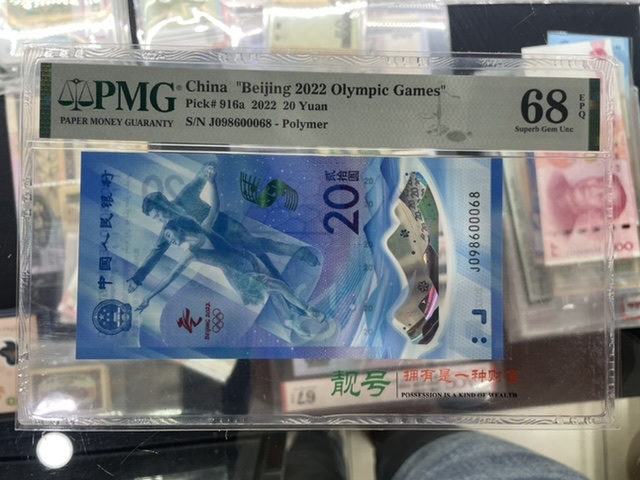 PMG
PAPER MONEY GUARANTY
China "Beijing 2022 Olympic Games"
Pick# 916a 2022 20 Yuan
S/N J098600068 - Polymer
68
EPQ
Superb Gem Unc
中国人民银行
20
贰拾圆
J098600068
BEIJING 2022
靓号
拥有是一种财富
POSSESSION IS A KIND OF WEALTH
100
67